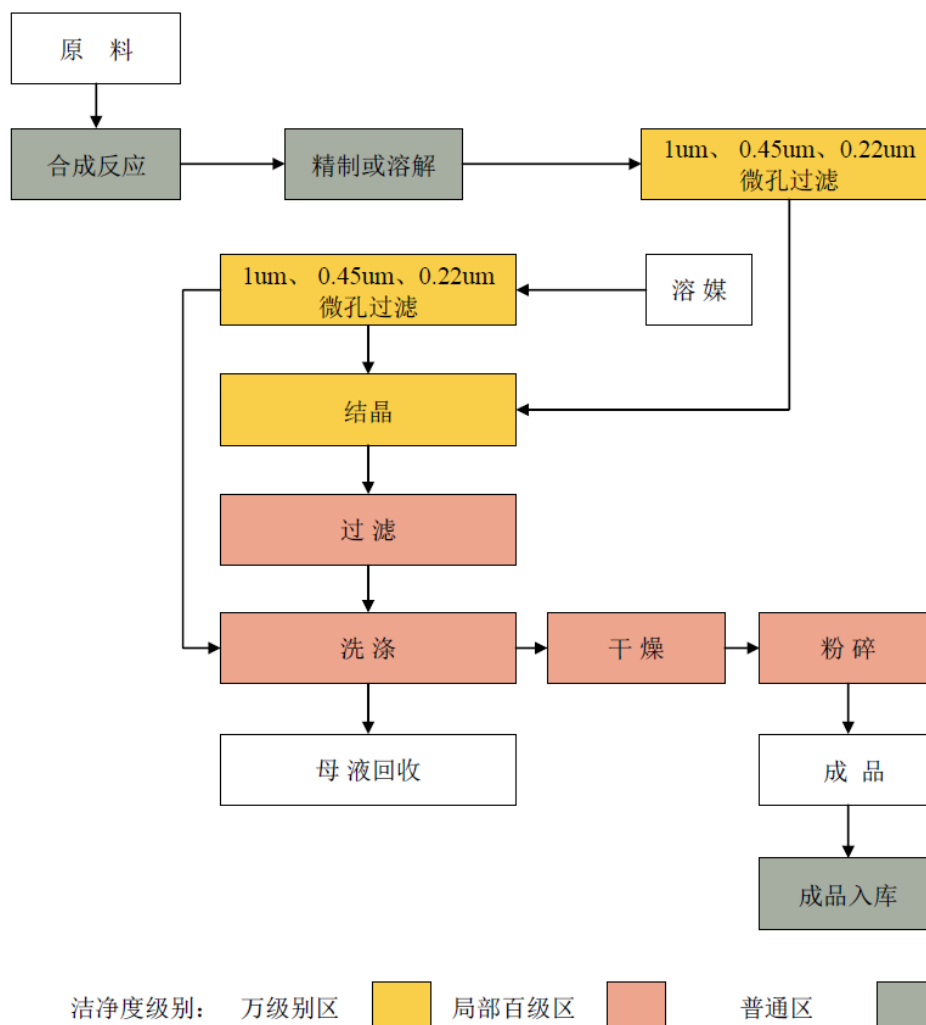 原 料
合成反应
精制或溶解
1um、 0.45um、0.22um
微孔过滤
1um、 0.45um、0.22um
微孔过滤
溶 媒
结晶
过 滤
洗 涤
干 燥
粉 碎
母 液回收
成 品
成品入库
洁净度级别： 万级别区 局部百级区 普通区